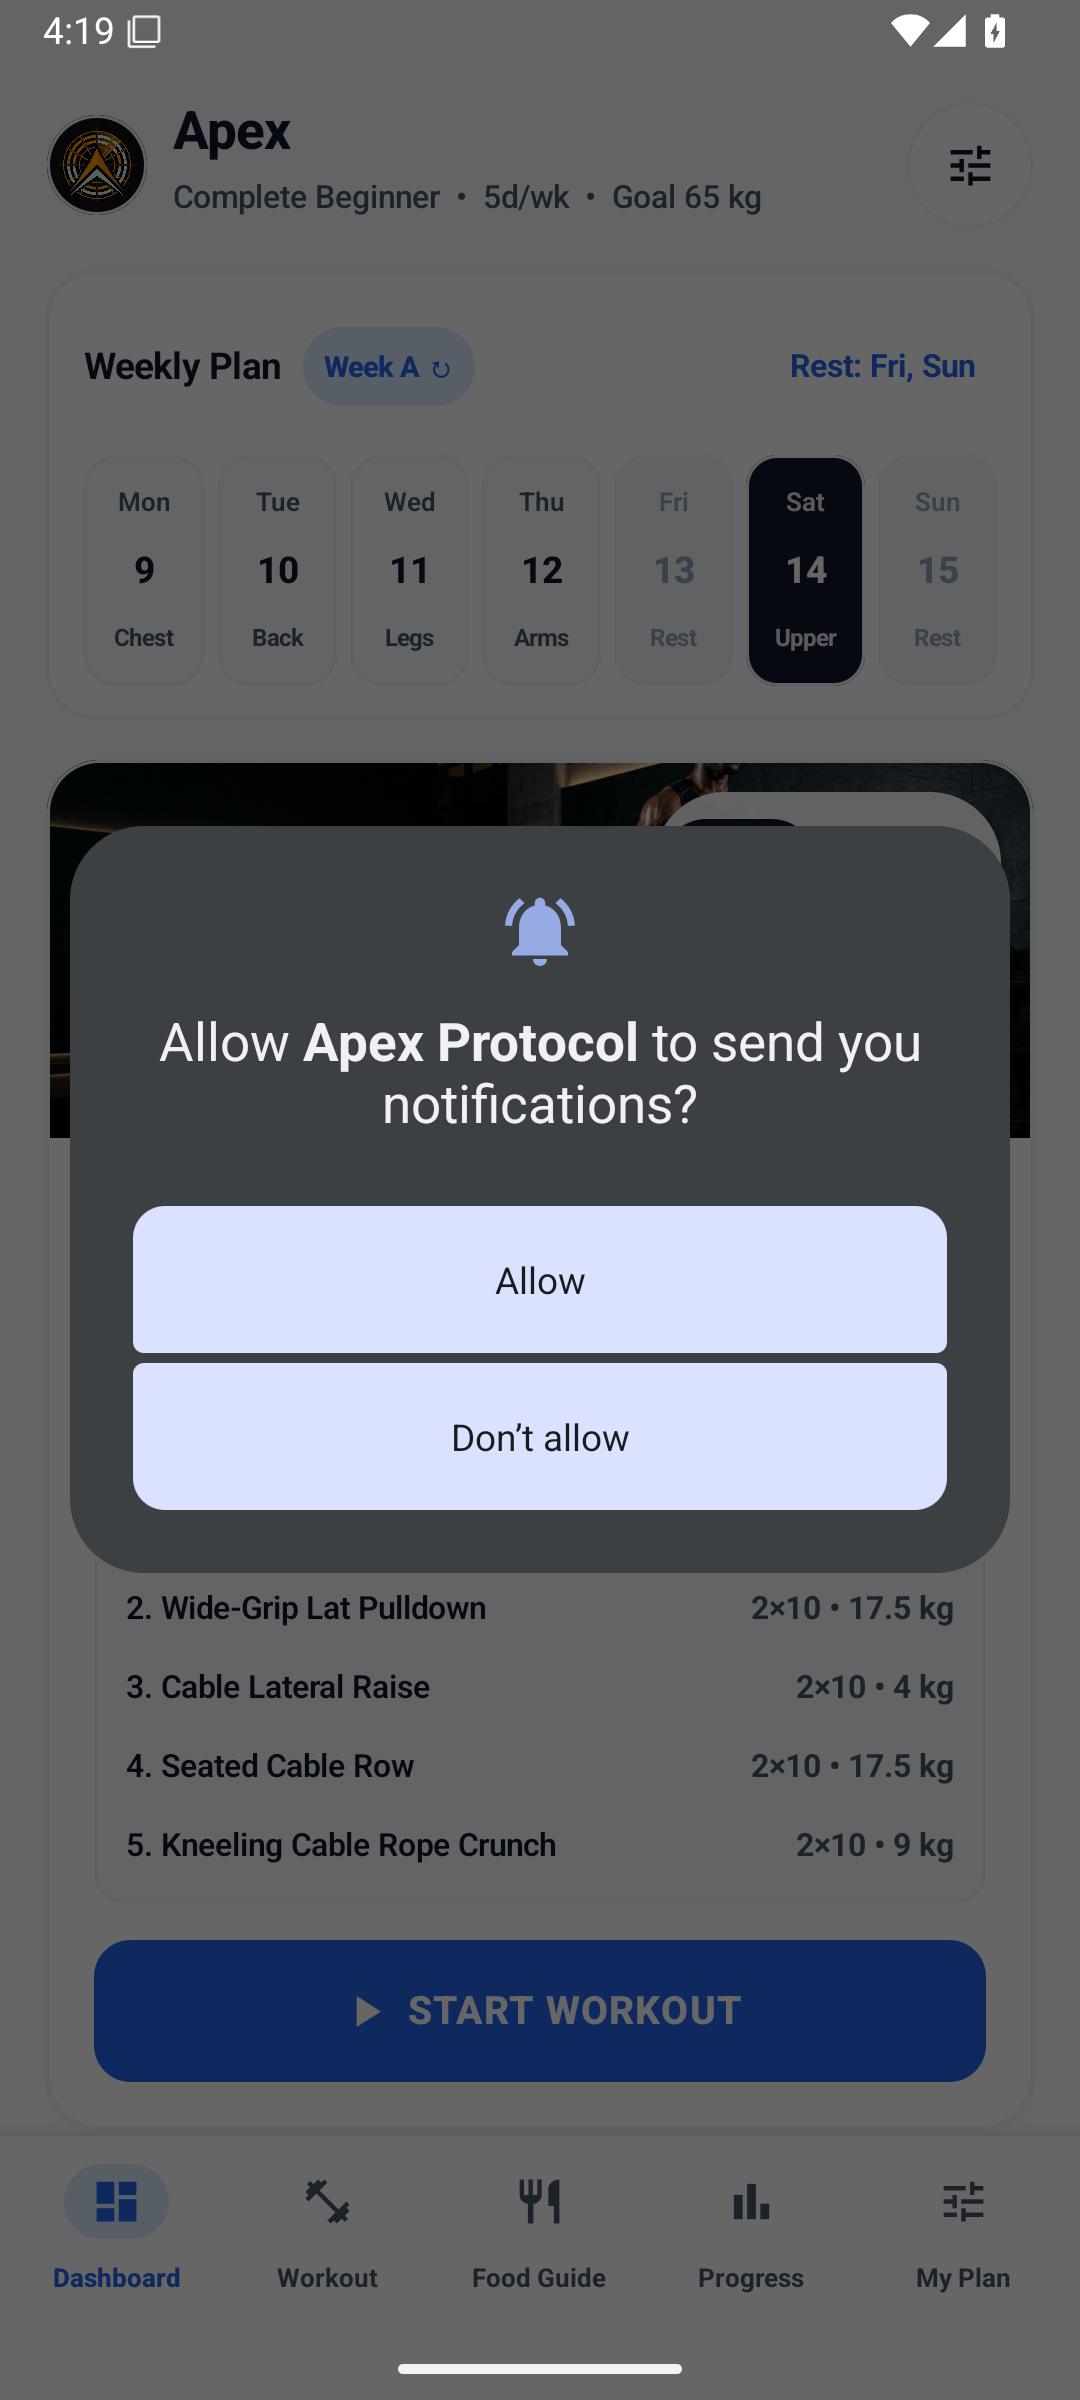 4:19
Apex
Complete Beginner • 5d/wk • Goal 65 kg
Weekly Plan
Week A ↻
Rest: Fri, Sun
Mon Tue Wed Thu Fri Sat Sun
9 10 11 12 13 14 15
Chest Back Legs Arms Rest Upper Rest
Allow Apex Protocol to send you
notifications?
Allow
Don’t allow
2. Wide-Grip Lat Pulldown 2×10 • 17.5 kg
3. Cable Lateral Raise 2×10 • 4 kg
4. Seated Cable Row 2×10 • 17.5 kg
5. Kneeling Cable Rope Crunch 2×10 • 9 kg
START WORKOUT
Dashboard Workout Food Guide Progress My Plan